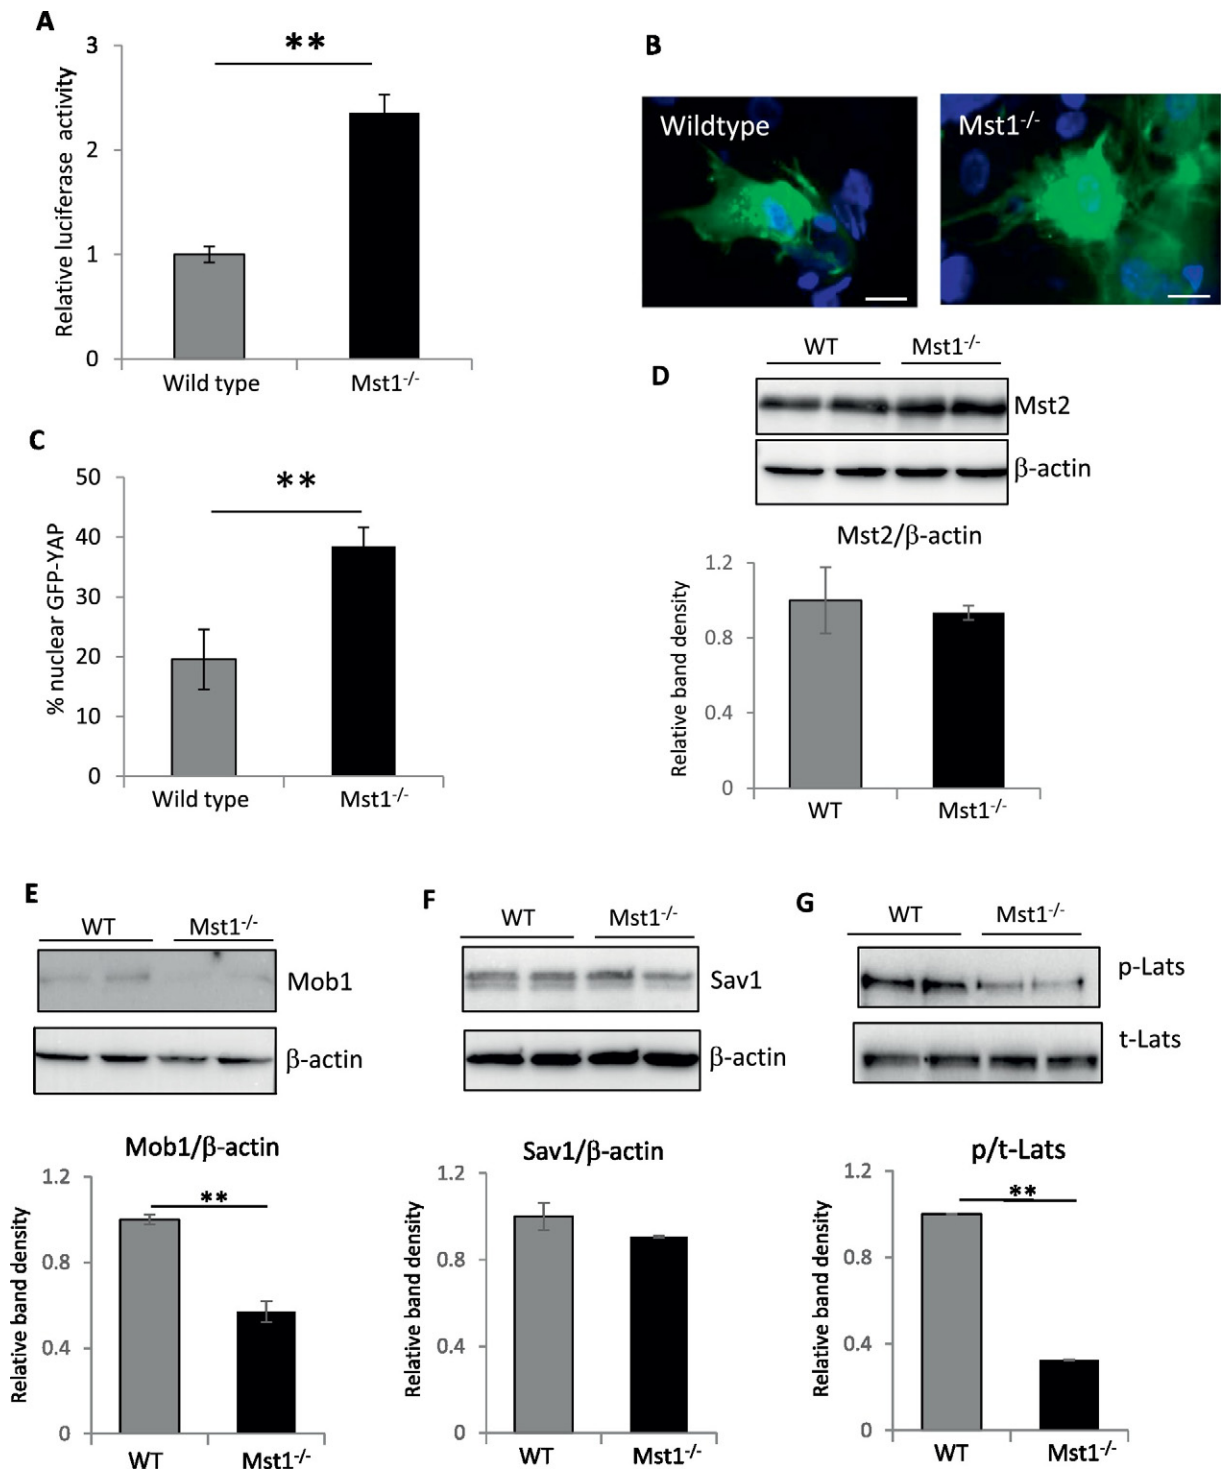 A
3
2
1
0
Relative luciferase activity
**
Wild type Mst1-/-
B
Wildtype
Mst1-/-
C
50
40
30
20
10
0
% nuclear GFP-YAP
**
Wild type Mst1-/-
D
WT Mst1-/-
Mst2
β-actin
Mst2/β-actin
1.2
0.8
0.4
0
Relative band density
WT Mst1-/-
E
WT Mst1-/-
Mob1
β-actin
Mob1/β-actin
1.2
0.8
0.4
0
Relative band density
**
WT Mst1-/-
F
WT Mst1-/-
Sav1
β-actin
Sav1/β-actin
1.2
0.8
0.4
0
Relative band density
WT Mst1-/-
G
WT Mst1-/-
p-Lats
t-Lats
p/t-Lats
1.2
0.8
0.4
0
Relative band density
**
WT Mst1-/-